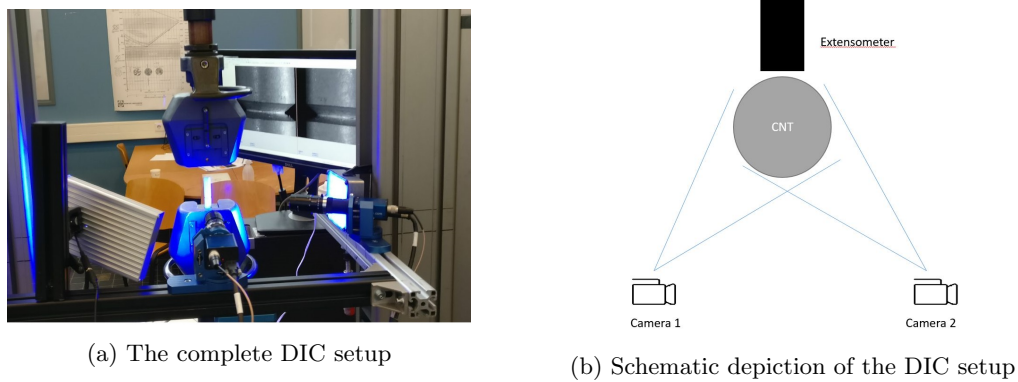 Extensometer
CNT
Camera 1
Camera 2
(a) The complete DIC setup
(b) Schematic depiction of the DIC setup